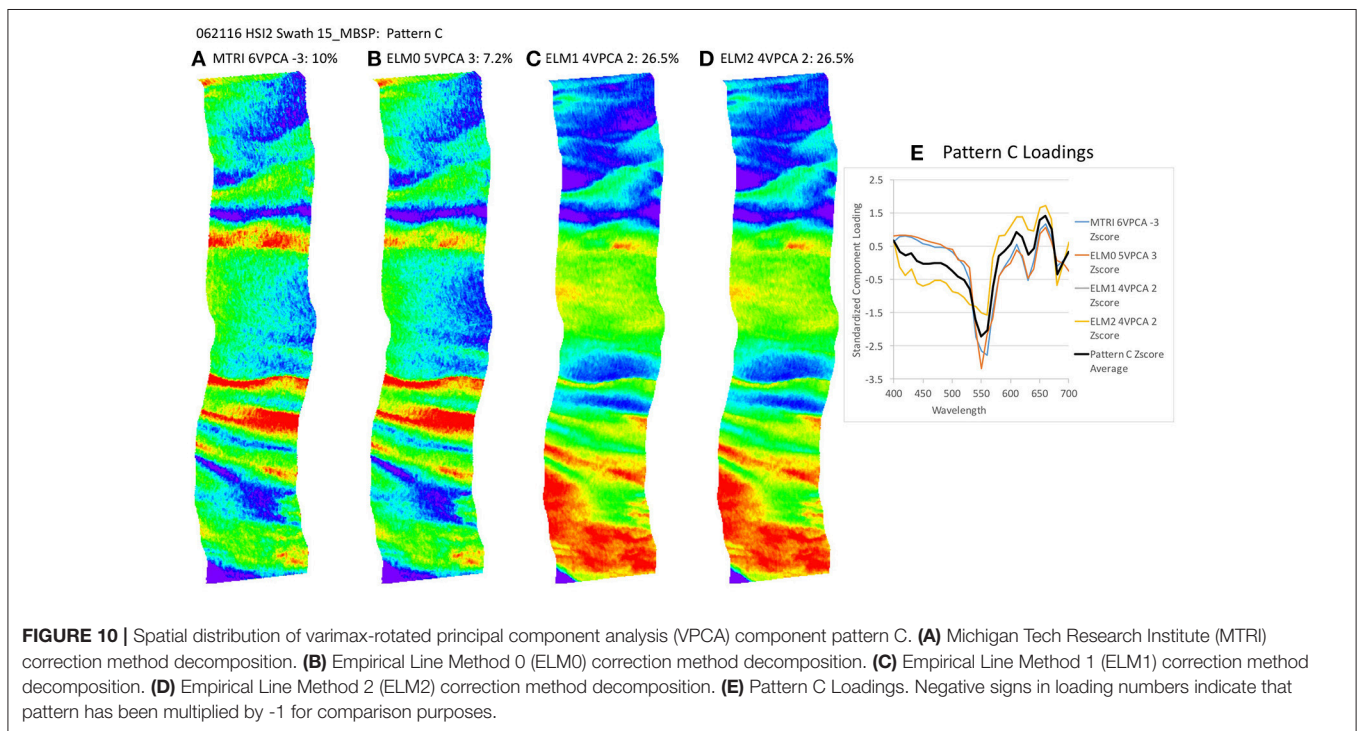 062116 HSI2 Swath 15_MBSP: Pattern C
A MTRI 6VPCA -3: 10%
B ELM0 5VPCA 3: 7.2%
C ELM1 4VPCA 2: 26.5%
D ELM2 4VPCA 2: 26.5%
E Pattern C Loadings
2.5
1.5
0.5
-0.5
-1.5
-2.5
-3.5
Standardized Component Loading
400 450 500 550 600 650 700
Wavelength
MTRI 6VPCA -3
Zscore
ELM0 5VPCA 3
Zscore
ELM1 4VPCA 2
Zscore
ELM2 4VPCA 2
Zscore
Pattern C Zscore
Average
FIGURE 10 | Spatial distribution of varimax-rotated principal component analysis (VPCA) component pattern C. (A) Michigan Tech Research Institute (MTRI)
correction method decomposition. (B) Empirical Line Method 0 (ELM0) correction method decomposition. (C) Empirical Line Method 1 (ELM1) correction method
decomposition. (D) Empirical Line Method 2 (ELM2) correction method decomposition. (E) Pattern C Loadings. Negative signs in loading numbers indicate that
pattern has been multiplied by -1 for comparison purposes.